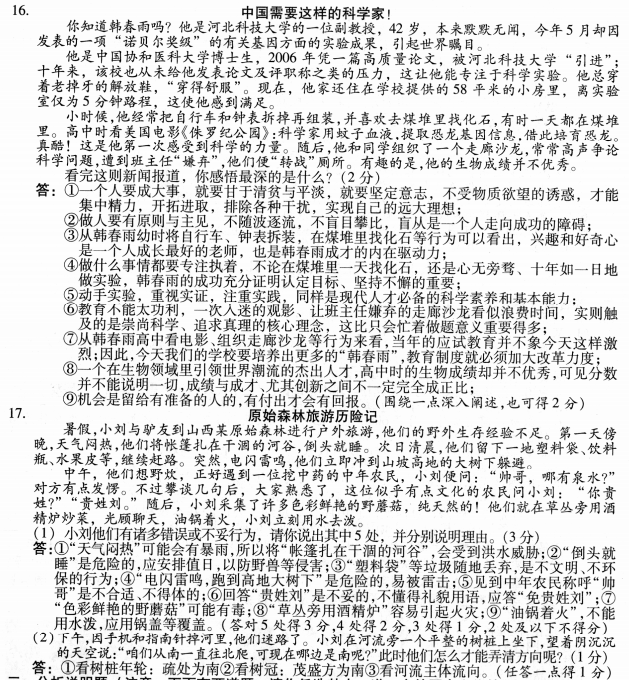 16. 中国需要这样的科学家!
你知道韩春雨吗? 他是河北科技大学的一位副教授, 42 岁, 本来默默无闻, 今年 5 月却因
发表的一项 “诺贝尔奖级” 的有关基因方面的实验成果, 引起世界瞩目。
他是中国协和医科大学博士生, 2006 年凭一篇高质量论文, 被河北科技大学 “引进”;
十年来, 该校也从未给他发表论文及评职称之类的压力, 这让他能专注于科学实验。他总穿
着老掉牙的解放鞋, “穿得舒服”。现在, 他家还住在学校提供的 58 平米的小房里, 离实验
室仅为 5 分钟路程, 这使他感到满足。
小时候,他经常把自行车和钟表拆掉再组装,并喜欢去煤堆里找化石,有时一天都在煤堆
里。高中时看美国电影《侏罗纪公园》:科学家用蚊子血液,提取恐龙基因信息,借此培育恐龙。
真酷! 这是他第一次感受到科学的力量。随后,他和同学组织了一个走廊沙龙,常常高声争论
科学问题,遭到班主任“嫌弃”,他们便“转战”厕所。有趣的是,他的生物成绩并不优秀。
看完这则新闻报道, 你感悟最深的是什么? (2 分)
答: ①一个人要成大事, 就要甘于清贫与平淡, 就要坚定意志, 不受物质欲望的诱惑, 才能
集中精力, 开拓进取, 排除各种干扰, 实现自己的远大理想;
②做人要有原则与主见, 不随波逐流, 不盲目攀比, 盲从是一个人走向成功的障碍;
③从韩春雨幼时将自行车、钟表拆装, 在煤堆里找化石等行为可以看出, 兴趣和好奇心
是一个人成长最好的老师, 也是韩春雨成才的内在驱动力;
④做什么事情都要专注执着, 不论在煤堆里一天找化石, 还是心无旁骛、十年如一日地
做实验, 韩春雨的成功充分证明认定目标、坚持不懈的重要;
⑤动手实验, 重视实证, 注重实践, 同样是现代人才必备的科学素养和基本能力;
⑥教育不能太功利, 一次入迷的观影、让班主任嫌弃的走廊沙龙看似浪费时间, 实则触
及的是崇尚科学、追求真理的核心理念, 这比只会忙着做题意义重要得多;
⑦从韩春雨高中看电影、组织走廊沙龙等行为来看,当年的应试教育并不象今天这样激
烈;因此,今天我们的学校要培养出更多的“韩春雨”,教育制度就必须加大改革力度;
⑧一个在生物领域里引领世界潮流的杰出人才,高中时的生物成绩却并不优秀,可见分数
并不能说明一切,成绩与成才、尤其创新之间不一定完全成正比;
⑨机会是留给有准备的人的, 有付出才会有回报。(围绕一点深入阐述,也可得 2 分)
17. 原始森林旅游历险记
暑假,小刘与驴友到山西某原始森林进行户外旅游,他们的野外生存经验不足。第一天傍
晚,天气闷热,他们将帐篷扎在干涸的河谷,倒头就睡。次日清晨,他们留下一地塑料袋、饮料
瓶、水果皮等,继续赶路。突然,电闪雷鸣,他们立即冲到山坡高地的大树下躲避。
中午, 他们想野炊, 正好遇到一位挖中药的中年农民, 小刘便问: “帅哥, 哪有泉水?”
对方有点发愣。不过攀谈几句后, 大家熟悉了, 这位似乎有点文化的农民问小刘: “你贵
姓?” “贵姓刘。” 随后, 小刘采集了许多色彩鲜艳的野蘑菇, 纯天然的! 他们就在草丛旁用酒
精炉炒菜, 光顾聊天, 油锅着火, 小刘立刻用水去泼。
(1) 小刘他们有诸多错误或不妥行为, 请你说出其中 5 处, 并分别说明理由。(3 分)
答:①“天气闷热”可能会有暴雨,所以将“帐篷扎在干涸的河谷”,会受到洪水威胁;②“倒头就
睡”是危险的,应安排值日,以防野兽等侵害;③“塑料袋”等垃圾随地丢弃,是不文明、不环
保的行为;④“电闪雷鸣,跑到高地大树下”是危险的,易被雷击;⑤见到中年农民称呼“帅
哥”是不合适、不得体的;⑥回答“贵姓刘”是不妥的,不懂得礼貌用语,应答“免贵姓刘”;⑦
“色彩鲜艳的野蘑菇”可能有毒;⑧“草丛旁用酒精炉”容易引起火灾;⑨“油锅着火”,不能
用水泼,应用锅盖等覆盖。(答对 5 处得 3 分,4 处得 2 分,3 处得 1 分,2 处及以下不得分)
(2)下午,因手机和指南针掉河里,他们迷路了。小刘在河流旁一个平整的树桩上坐下,望着阴沉沉
的天空说:“咱们从南一直往北爬,可现在哪边是南呢?”此时他们怎么才能弄清方向呢? (1 分)
答: ①看树桩年轮: 疏处为南②看树冠: 茂盛方为南③看河流主体流向。(任答一点得 1 分)